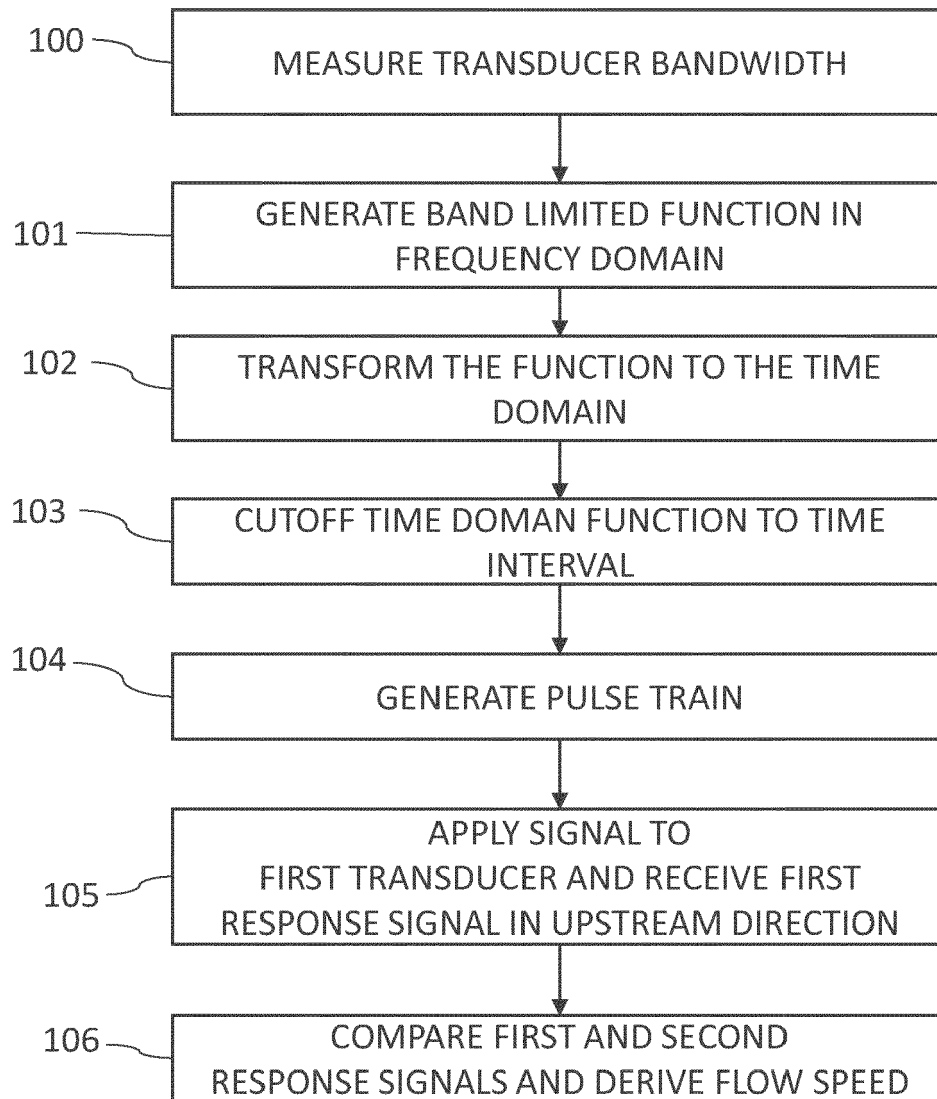 100
MEASURE TRANSDUCER BANDWIDTH
101
GENERATE BAND LIMITED FUNCTION IN
FREQUENCY DOMAIN
102
TRANSFORM THE FUNCTION TO THE TIME
DOMAIN
103
CUTOFF TIME DOMAN FUNCTION TO TIME
INTERVAL
104
GENERATE PULSE TRAIN
105
APPLY SIGNAL TO
FIRST TRANSDUCER AND RECEIVE FIRST
RESPONSE SIGNAL IN UPSTREAM DIRECTION
106
COMPARE FIRST AND SECOND
RESPONSE SIGNALS AND DERIVE FLOW SPEED